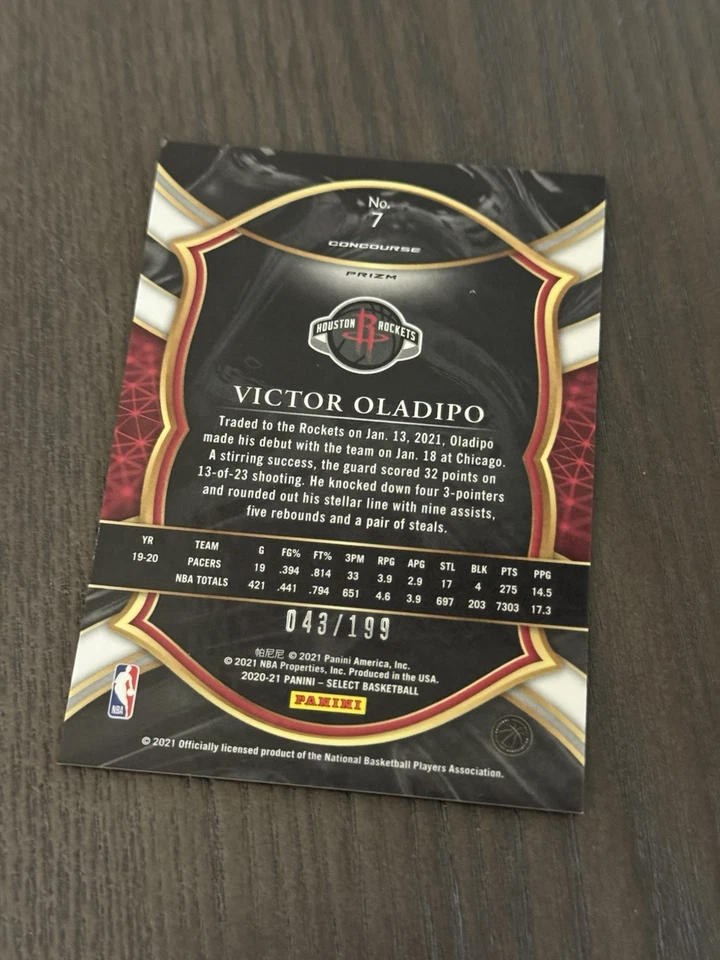 No.
7
CONCOURSE
PRIZM
HOUSTON ROCKETS
VICTOR OLADIPO
Traded to the Rockets on Jan. 13, 2021, Oladipo
made his debut with the team on Jan. 18 at Chicago.
A stirring success, the guard scored 32 points on
13-of-23 shooting. He knocked down four 3-pointers
and rounded out his stellar line with nine assists,
five rebounds and a pair of steals.
YR TEAM G FG% FT% 3PM RPG APG STL BLK PTS PPG
19-20 PACERS 19 .394 .814 33 3.9 2.9 17 4 275 14.5
NBA TOTALS 421 .441 .794 651 4.6 3.9 697 203 7303 17.3
043/199
帕尼尼 © 2021 Panini America, Inc.
© 2021 NBA Properties, Inc. Produced in the USA.
2020-21 PANINI – SELECT BASKETBALL
PANINI
NBA
© 2021 Officially licensed product of the National Basketball Players Association.